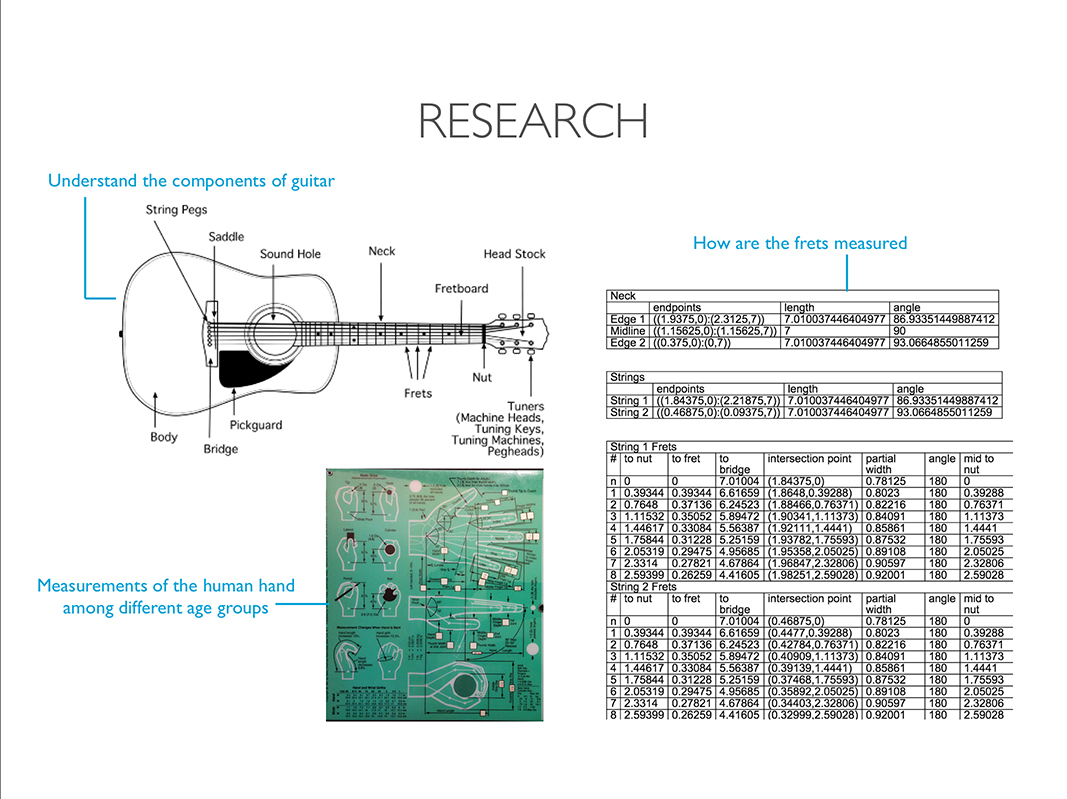 RESEARCH
Understand the components of guitar
String Pegs
Saddle
Sound Hole
Neck
Head Stock
Fretboard
Frets
Nut
Tuners
(Machine Heads,
Tuning Keys,
Tuning Machines,
Pegheads)
Pickguard
Body
Bridge
Measurements of the human hand
among different age groups
How are the frets measured
Neck
endpoints length angle
Edge 1 ((1.9375,0):(2.3125,7)) 7.010037446404977 86.93351449887412
Midline ((1.15625,0):(1.15625,7)) 7 90
Edge 2 ((0.375,0):(0,7)) 7.010037446404977 93.0664855011259
Strings
endpoints length angle
String 1 ((1.84375,0):(2.21875,7)) 7.010037446404977 86.93351449887412
String 2 ((0.46875,0):(0.09375,7)) 7.010037446404977 93.0664855011259
String 1 Frets
# to nut to fret to bridge intersection point partial width angle mid to nut
n 0 0 7.01004 (1.84375,0) 0.78125 180 0
1 0.39344 0.39344 6.61659 (1.8648,0.39288) 0.8023 180 0.39288
2 0.7648 0.37136 6.24523 (1.88466,0.76371) 0.82216 180 0.76371
3 1.11532 0.35052 5.89472 (1.90341,1.11373) 0.84091 180 1.11373
4 1.44617 0.33084 5.56387 (1.92111,1.4441) 0.85861 180 1.4441
5 1.75844 0.31228 5.25159 (1.93782,1.75593) 0.87532 180 1.75593
6 2.05319 0.29475 4.95685 (1.95358,2.05025) 0.89108 180 2.05025
7 2.3314 0.27821 4.67864 (1.96847,2.32806) 0.90597 180 2.32806
8 2.59399 0.26259 4.41605 (1.98251,2.59028) 0.92001 180 2.59028
String 2 Frets
# to nut to fret to bridge intersection point partial width angle mid to nut
n 0 0 7.01004 (0.46875,0) 0.78125 180 0
1 0.39344 0.39344 6.61659 (0.4477,0.39288) 0.8023 180 0.39288
2 0.7648 0.37136 6.24523 (0.42784,0.76371) 0.82216 180 0.76371
3 1.11532 0.35052 5.89472 (0.40909,1.11373) 0.84091 180 1.11373
4 1.44617 0.33084 5.56387 (0.39139,1.4441) 0.85861 180 1.4441
5 1.75844 0.31228 5.25159 (0.37468,1.75593) 0.87532 180 1.75593
6 2.05319 0.29475 4.95685 (0.35892,2.05025) 0.89108 180 2.05025
7 2.3314 0.27821 4.67864 (0.34403,2.32806) 0.90597 180 2.32806
8 2.59399 0.26259 4.41605 (0.32999,2.59028) 0.92001 180 2.59028